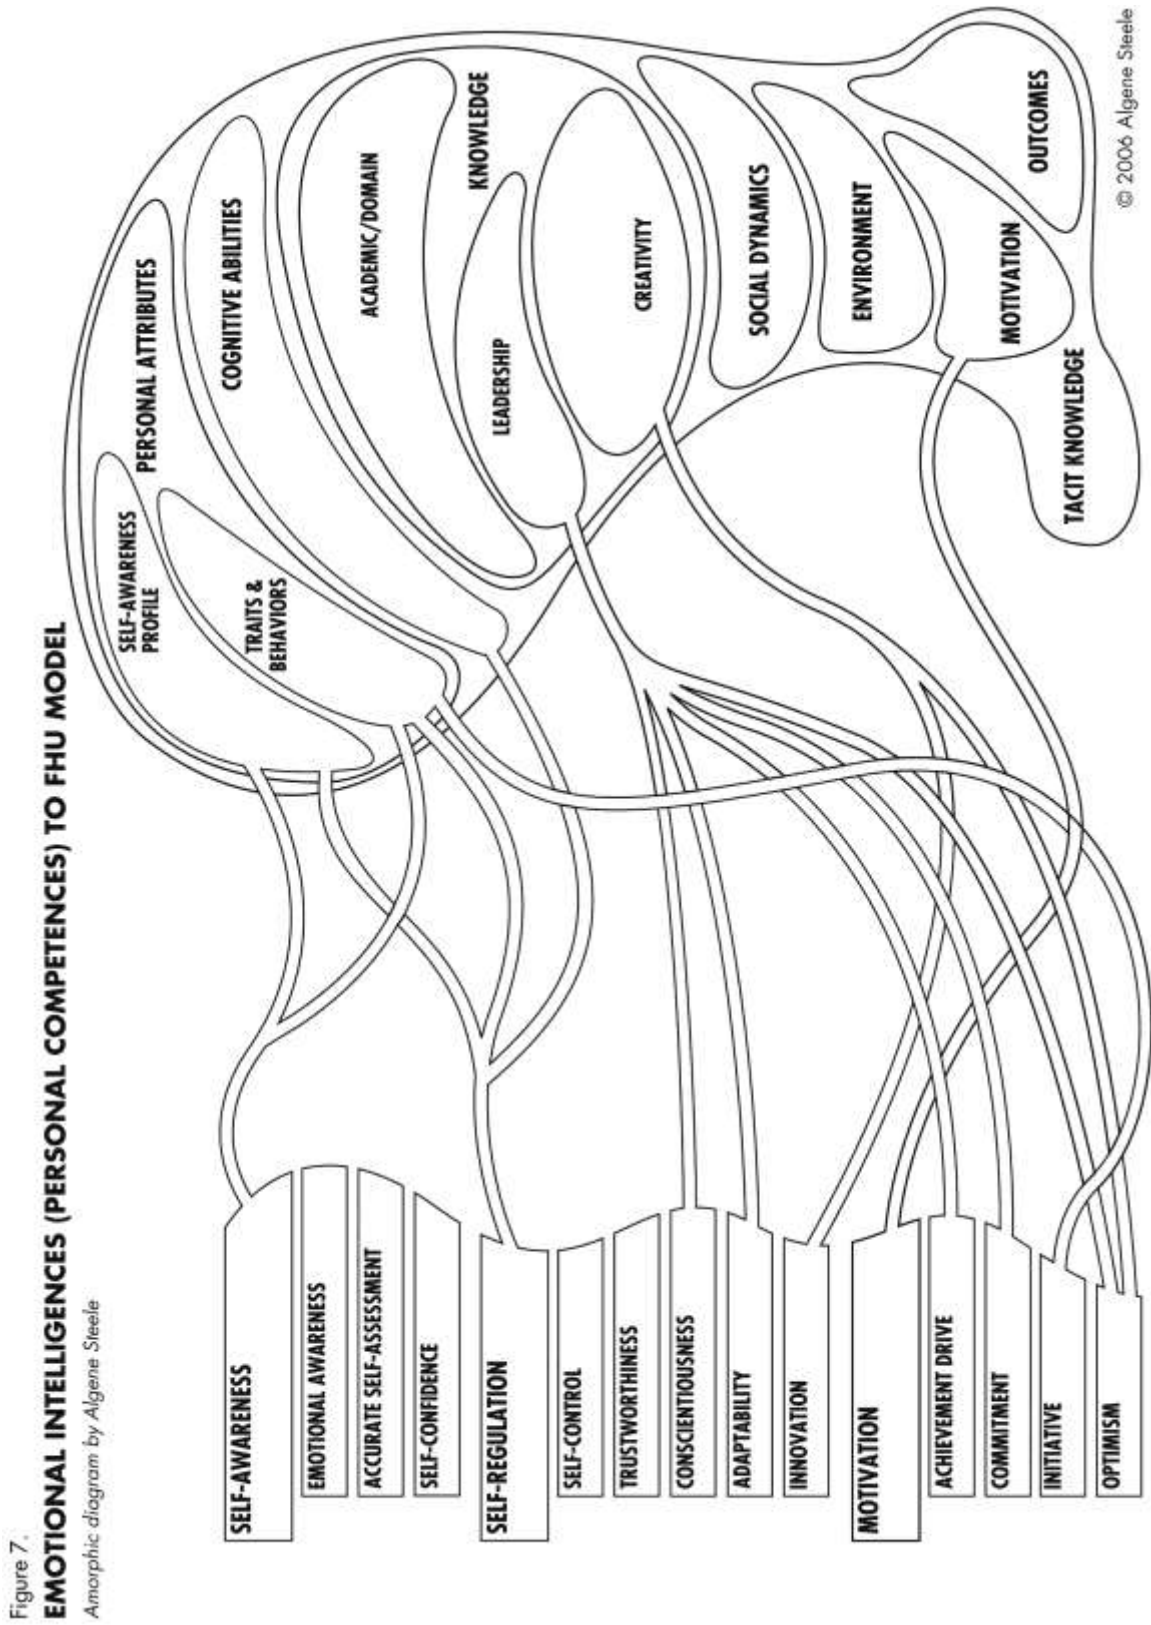 Figure 7.
EMOTIONAL INTELLIGENCES (PERSONAL COMPETENCES) TO FHU MODEL
Amorphic diagram by Algene Steele
SELF-AWARENESS
EMOTIONAL AWARENESS
ACCURATE SELF-ASSESSMENT
SELF-CONFIDENCE
SELF-REGULATION
SELF-CONTROL
TRUSTWORTHINESS
CONSCIENTIOUSNESS
ADAPTABILITY
INNOVATION
MOTIVATION
ACHIEVEMENT DRIVE
COMMITMENT
INITIATIVE
OPTIMISM
SELF-AWARENESS
PROFILE
TRAITS &
BEHAVIORS
PERSONAL ATTRIBUTES
COGNITIVE ABILITIES
ACADEMIC/DOMAIN
KNOWLEDGE
LEADERSHIP
CREATIVITY
SOCIAL DYNAMICS
ENVIRONMENT
MOTIVATION
OUTCOMES
TACIT KNOWLEDGE
© 2006 Algene Steele